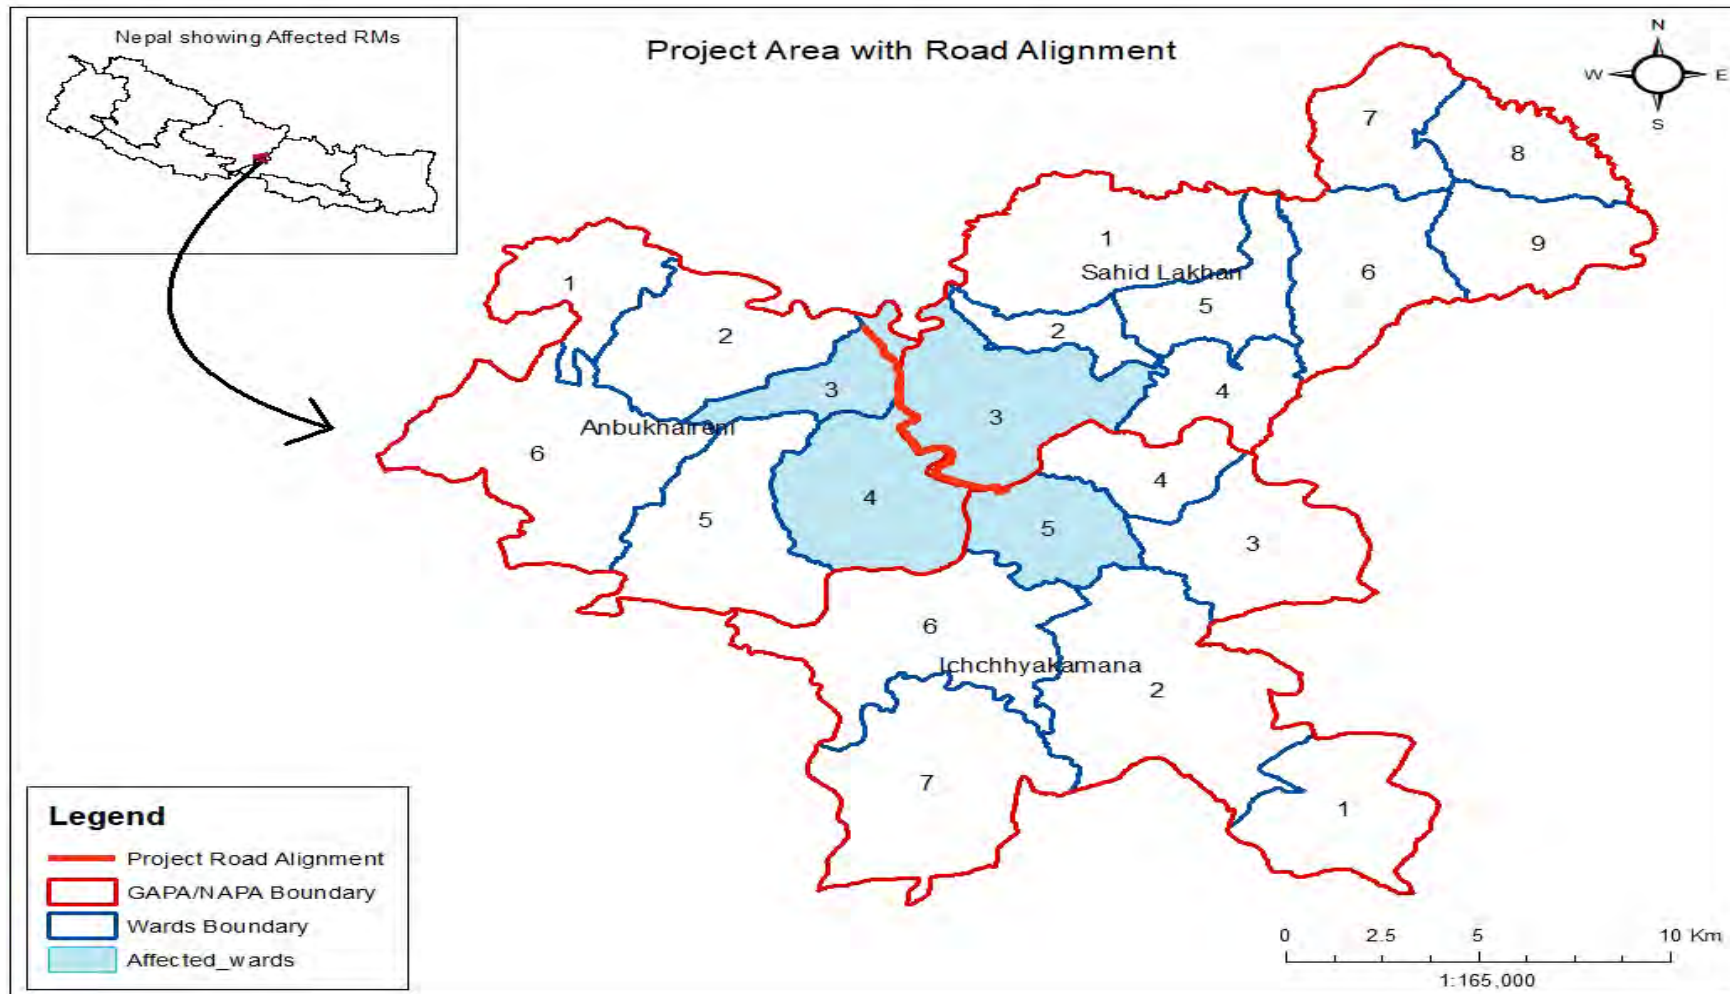 Nepal showing Affected RMs
Project Area with Road Alignment
N
W E
S
7
8
9
6
1
Sahid Lakhan
5
2
4
3
1
2
3
Anbukhaireni
6
5
4
4
3
5
6
Ichchhyakamana
2
7
1
Legend
Project Road Alignment
GAPA/NAPA Boundary
Wards Boundary
Affected_wards
0 2.5 5 10 Km
1:165,000